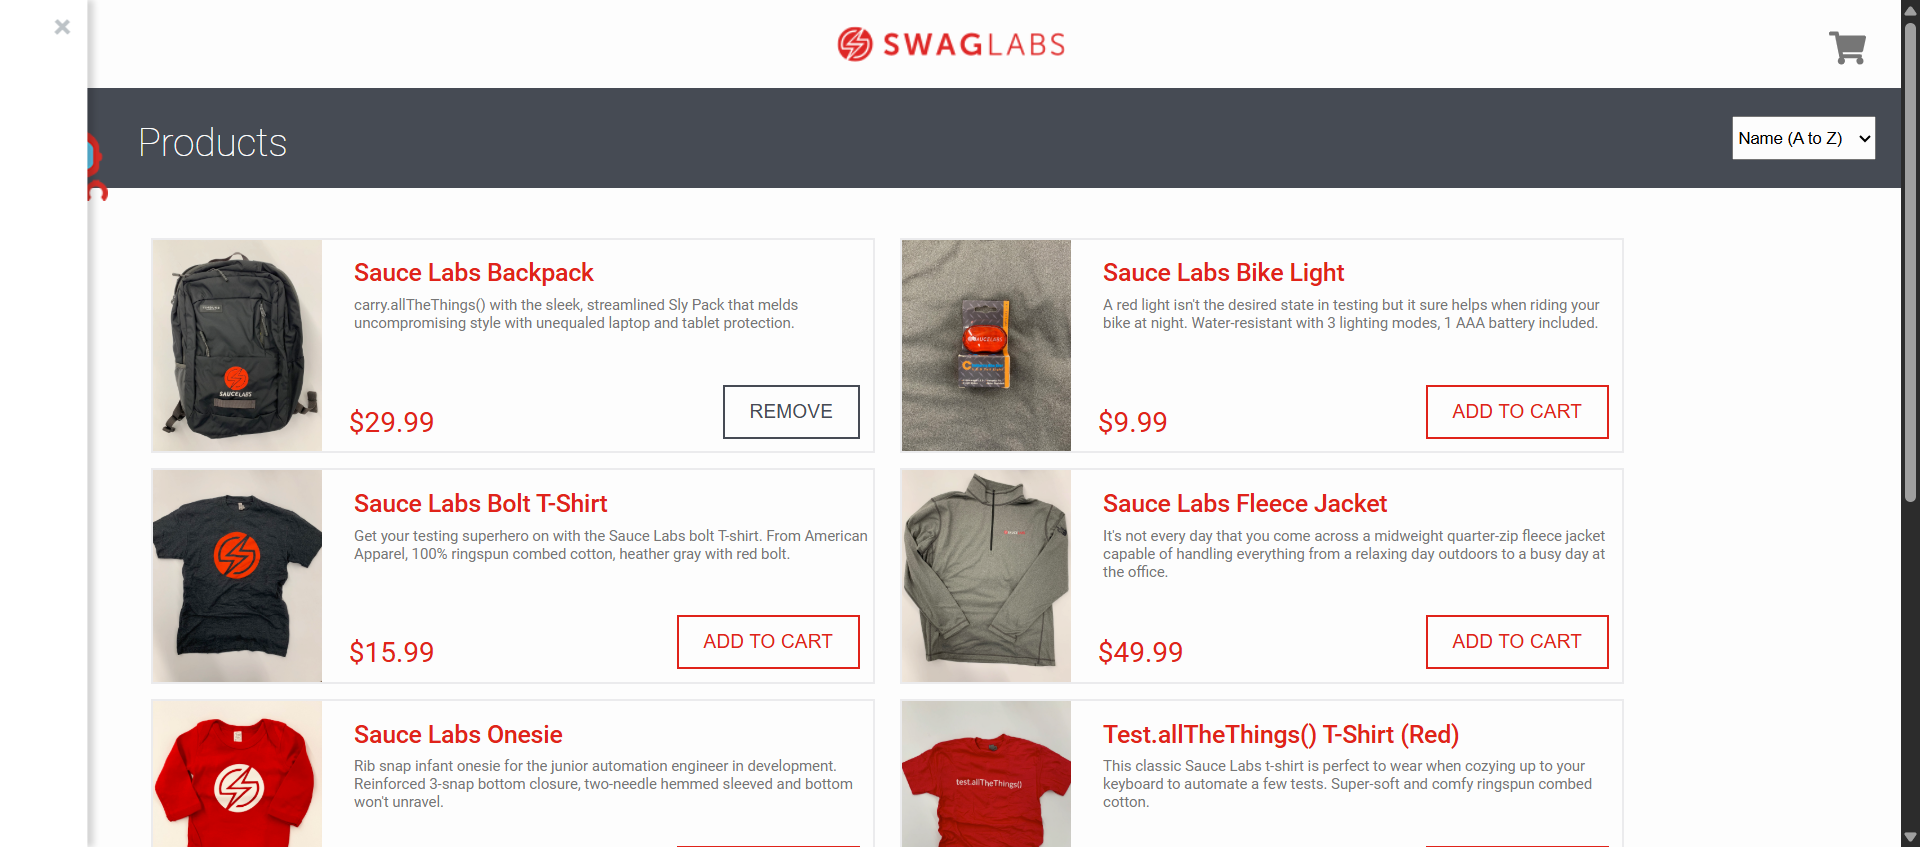 SWAGLABS
Products
Name (A to Z)
Sauce Labs Backpack
carry.allTheThings() with the sleek, streamlined Sly Pack that melds
uncompromising style with unequaled laptop and tablet protection.
$29.99
REMOVE
SAUCELABS
Sauce Labs Bike Light
A red light isn't the desired state in testing but it sure helps when riding your
bike at night. Water-resistant with 3 lighting modes, 1 AAA battery included.
$9.99
ADD TO CART
SAUCELABS
Sauce Labs Bolt T-Shirt
Get your testing superhero on with the Sauce Labs bolt T-shirt. From American
Apparel, 100% ringspun combed cotton, heather gray with red bolt.
$15.99
ADD TO CART
Sauce Labs Fleece Jacket
It's not every day that you come across a midweight quarter-zip fleece jacket
capable of handling everything from a relaxing day outdoors to a busy day at
the office.
$49.99
ADD TO CART
Sauce Labs Onesie
Rib snap infant onesie for the junior automation engineer in development.
Reinforced 3-snap bottom closure, two-needle hemmed sleeved and bottom
won't unravel.
Test.allTheThings() T-Shirt (Red)
This classic Sauce Labs t-shirt is perfect to wear when cozying up to your
keyboard to automate a few tests. Super-soft and comfy ringspun combed
cotton.
test.allTheThings()